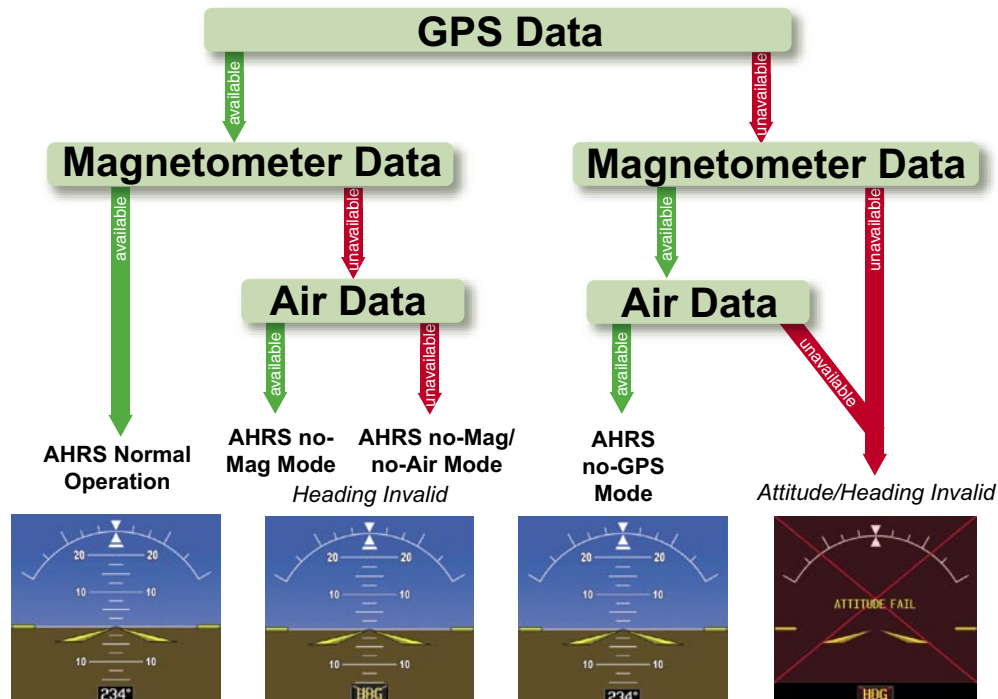 GPS Data
available
unavailable
Magnetometer Data
Magnetometer Data
available
unavailable
available
unavailable
Air Data
Air Data
available
unavailable
available
unavailable
AHRS Normal
Operation
AHRS no-
Mag Mode
AHRS no-Mag/
no-Air Mode
Heading Invalid
AHRS
no-GPS
Mode
Attitude/Heading Invalid
20 20
10 10
10 10
234°
20 20
10 10
10 10
HDG
20 20
10 10
10 10
234°
ATTITUDE FAIL
HDG